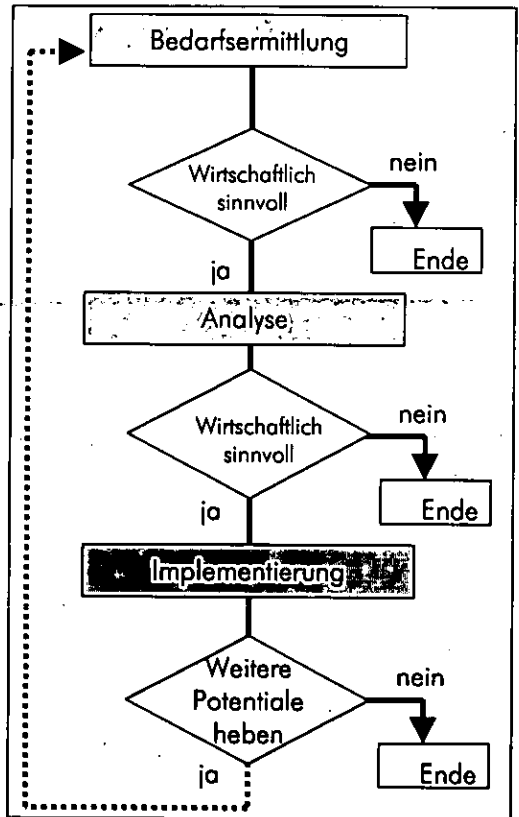 Bedarfsermittlung
Wirtschaftlich
sinnvoll
nein
Ende
ja
Analyse
Wirtschaftlich
sinnvoll
nein
Ende
ja
Implementierung
Weitere
Potentiale
heben
nein
Ende
ja